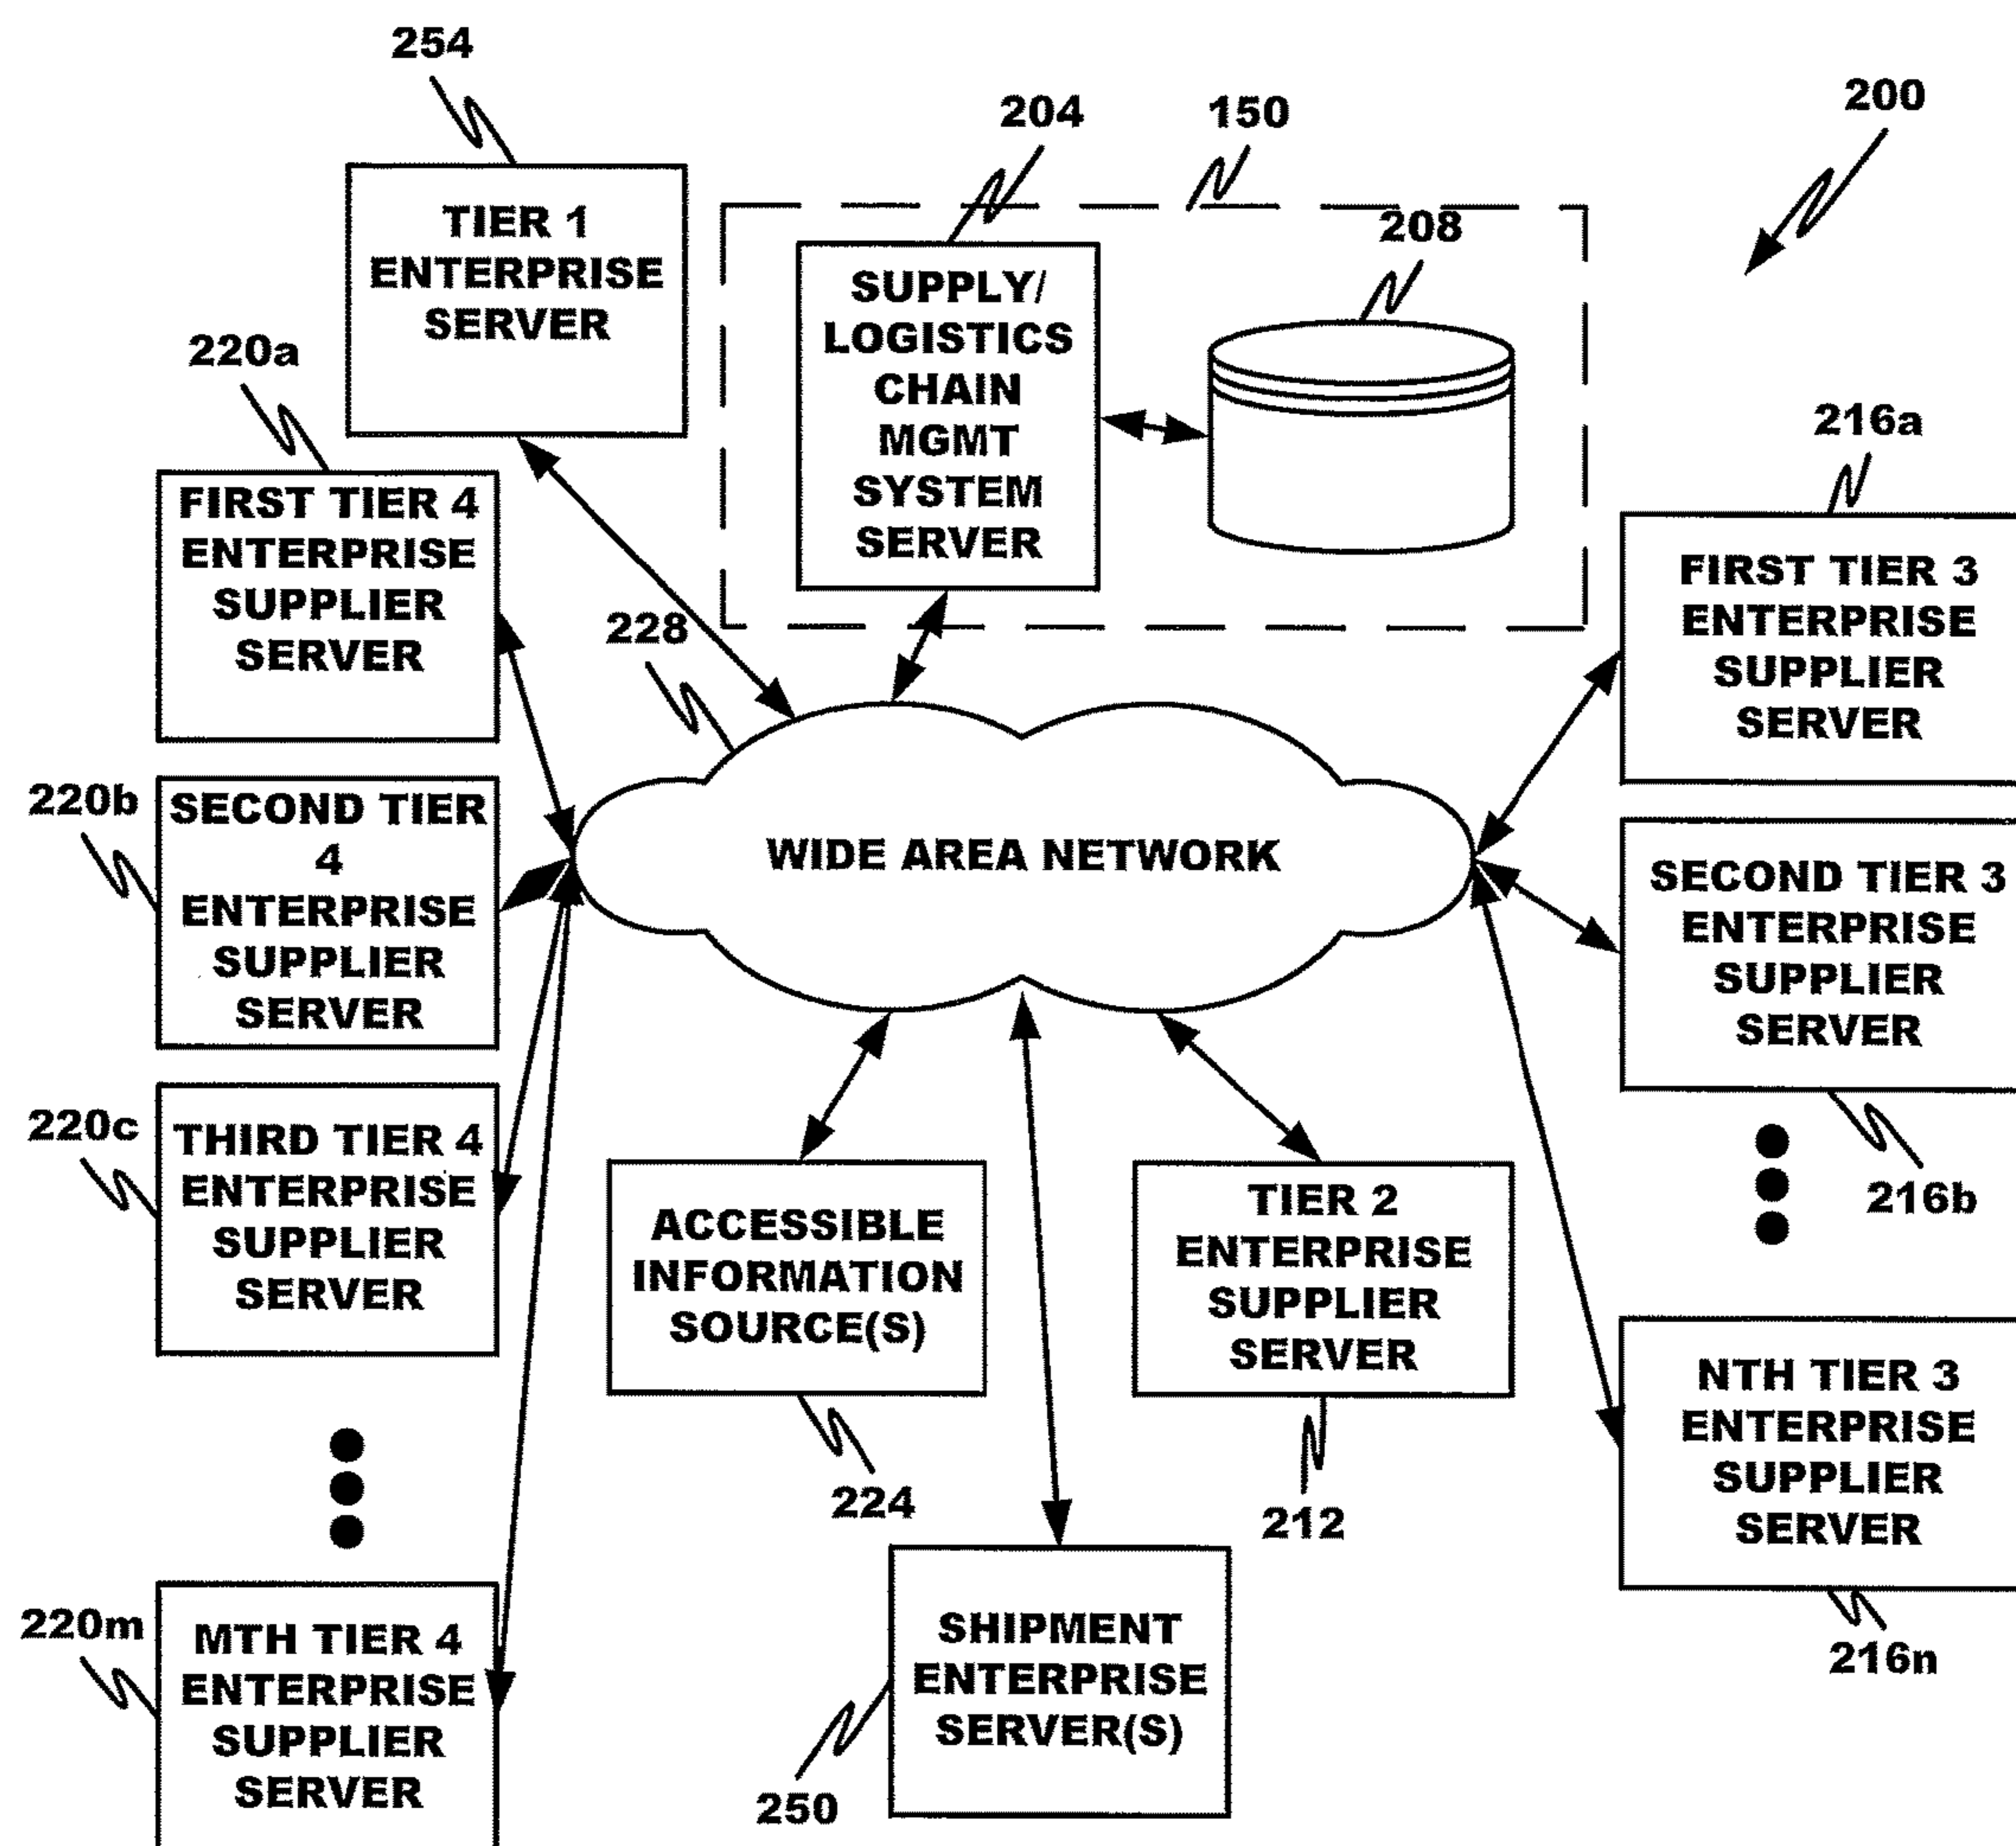 254
204
150
200
TIER 1
ENTERPRISE
SERVER
208
SUPPLY/
LOGISTICS
CHAIN
MGMT
SYSTEM
SERVER
220a
216a
FIRST TIER 4
ENTERPRISE
SUPPLIER
SERVER
FIRST TIER 3
ENTERPRISE
SUPPLIER
SERVER
228
220b
SECOND TIER
4
ENTERPRISE
SUPPLIER
SERVER
WIDE AREA NETWORK
SECOND TIER 3
ENTERPRISE
SUPPLIER
SERVER
216b
220c
THIRD TIER 4
ENTERPRISE
SUPPLIER
SERVER
ACCESSIBLE
INFORMATION
SOURCE(S)
224
TIER 2
ENTERPRISE
SUPPLIER
SERVER
212
NTH TIER 3
ENTERPRISE
SUPPLIER
SERVER
216n
220m
MTH TIER 4
ENTERPRISE
SUPPLIER
SERVER
SHIPMENT
ENTERPRISE
SERVER(S)
250